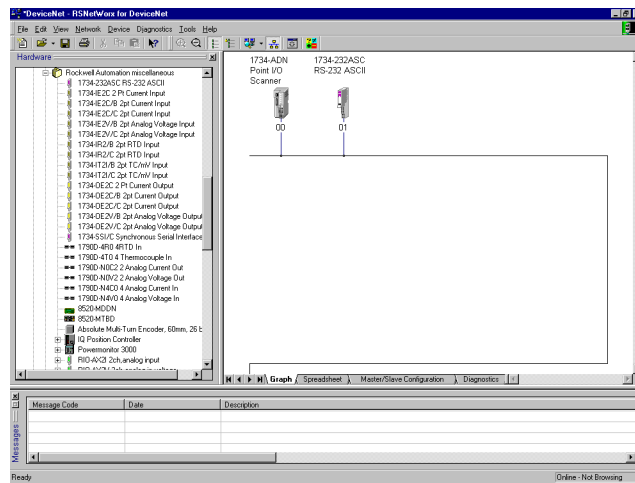 *DeviceNet - RSNetWorx for DeviceNet
File Edit View Network Device Diagnostics Tools Help
Hardware
Rockwell Automation miscellaneous
1734-232ASC RS-232 ASCII
1734-IE2C 2 Pt Current Input
1734-IE2C/B 2pt Current Input
1734-IE2C/C 2pt Current Input
1734-IE2V/B 2pt Analog Voltage Input
1734-IE2V/C 2pt Analog Voltage Input
1734-IR2/B 2pt RTD Input
1734-IR2/C 2pt RTD Input
1734-IT2I/B 2pt TC/mV Input
1734-IT2I/C 2pt TC/mV Input
1734-OE2C 2 Pt Current Output
1734-OE2C/B 2pt Current Output
1734-OE2C/C 2pt Current Output
1734-OE2V/B 2pt Analog Voltage Output
1734-OE2V/C 2pt Analog Voltage Output
1734-SSI/C Synchronous Serial Interface
1790D-4R0 4RTD In
1790D-4T0 4 Thermocouple In
1790D-N0C2 2 Analog Current Out
1790D-N0V2 2 Analog Voltage Out
1790D-N4C0 4 Analog Current In
1790D-N4V0 4 Analog Voltage In
8520-MDDN
8520-MTBD
Absolute Multi-Turn Encoder, 60mm, 26 b
IQ Position Controller
Powermonitor 3000
RIO-AX2I 2ch,analog input
1734-ADN
Point I/O
Scanner
00
1734-232ASC
RS-232 ASCII
01
Graph Spreadsheet Master/Slave Configuration Diagnostics
Messages
Message Code Date Description
Ready Online - Not Browsing